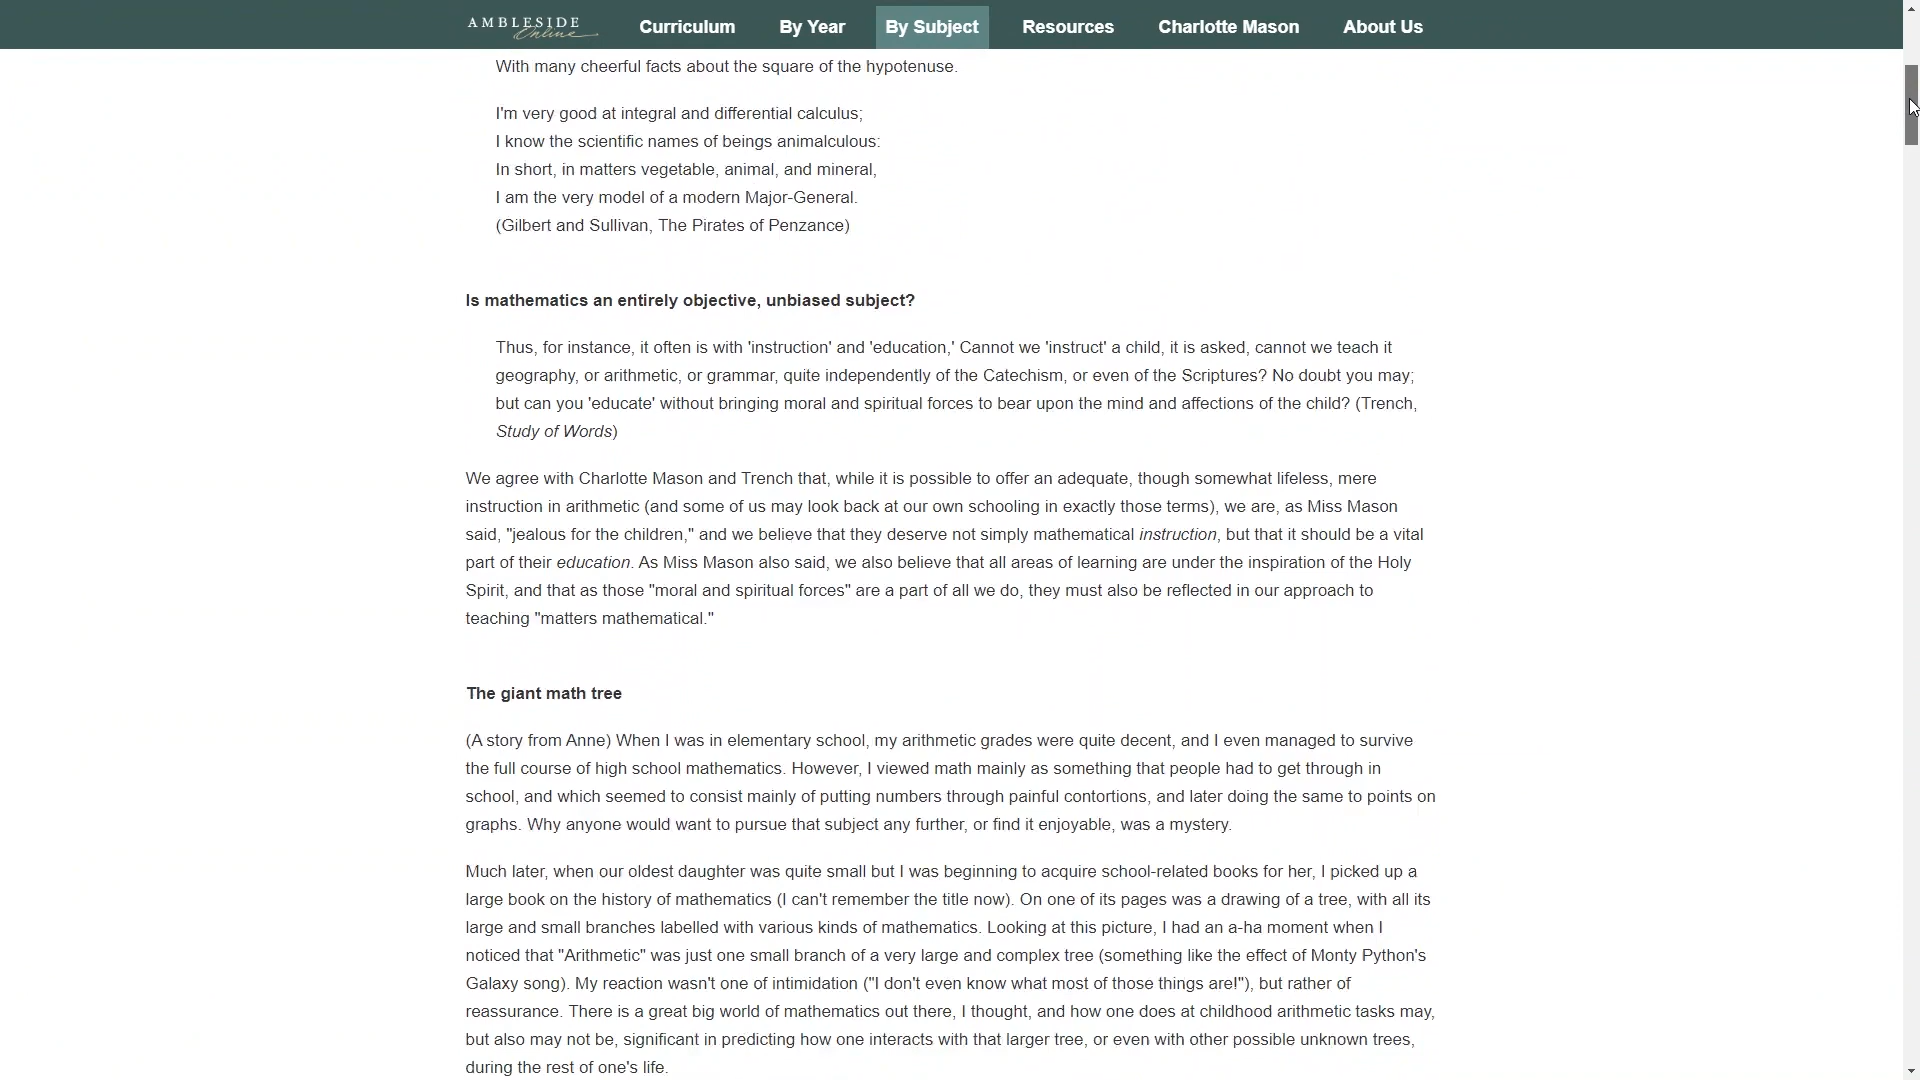 AMBLESIDE
Online
Curriculum
By Year
By Subject
Resources
Charlotte Mason
About Us
With many cheerful facts about the square of the hypotenuse.
I'm very good at integral and differential calculus;
I know the scientific names of beings animalculous:
In short, in matters vegetable, animal, and mineral,
I am the very model of a modern Major-General.
(Gilbert and Sullivan, The Pirates of Penzance)
Is mathematics an entirely objective, unbiased subject?
Thus, for instance, it often is with 'instruction' and 'education,' Cannot we 'instruct' a child, it is asked, cannot we teach it
geography, or arithmetic, or grammar, quite independently of the Catechism, or even of the Scriptures? No doubt you may;
but can you 'educate' without bringing moral and spiritual forces to bear upon the mind and affections of the child? (Trench,
Study of Words)
We agree with Charlotte Mason and Trench that, while it is possible to offer an adequate, though somewhat lifeless, mere
instruction in arithmetic (and some of us may look back at our own schooling in exactly those terms), we are, as Miss Mason
said, "jealous for the children," and we believe that they deserve not simply mathematical instruction, but that it should be a vital
part of their education. As Miss Mason also said, we also believe that all areas of learning are under the inspiration of the Holy
Spirit, and that as those "moral and spiritual forces" are a part of all we do, they must also be reflected in our approach to
teaching "matters mathematical."
The giant math tree
(A story from Anne) When I was in elementary school, my arithmetic grades were quite decent, and I even managed to survive
the full course of high school mathematics. However, I viewed math mainly as something that people had to get through in
school, and which seemed to consist mainly of putting numbers through painful contortions, and later doing the same to points on
graphs. Why anyone would want to pursue that subject any further, or find it enjoyable, was a mystery.
Much later, when our oldest daughter was quite small but I was beginning to acquire school-related books for her, I picked up a
large book on the history of mathematics (I can't remember the title now). On one of its pages was a drawing of a tree, with all its
large and small branches labelled with various kinds of mathematics. Looking at this picture, I had an a-ha moment when I
noticed that "Arithmetic" was just one small branch of a very large and complex tree (something like the effect of Monty Python's
Galaxy song). My reaction wasn't one of intimidation ("I don't even know what most of those things are!"), but rather of
reassurance. There is a great big world of mathematics out there, I thought, and how one does at childhood arithmetic tasks may,
but also may not be, significant in predicting how one interacts with that larger tree, or even with other possible unknown trees,
during the rest of one's life.